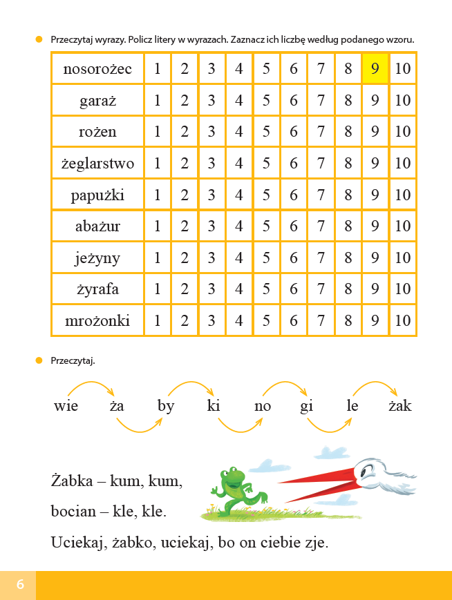 Przeczytaj wyrazy. Policz litery w wyrazach. Zaznacz ich liczbę według podanego wzoru.
nosorożec 1 2 3 4 5 6 7 8 9 10
garaż 1 2 3 4 5 6 7 8 9 10
rożen 1 2 3 4 5 6 7 8 9 10
żeglarstwo 1 2 3 4 5 6 7 8 9 10
papużki 1 2 3 4 5 6 7 8 9 10
abażur 1 2 3 4 5 6 7 8 9 10
jeżyny 1 2 3 4 5 6 7 8 9 10
żyrafa 1 2 3 4 5 6 7 8 9 10
mrożonki 1 2 3 4 5 6 7 8 9 10
Przeczytaj.
wie ża by ki no gi le żak
Żabka – kum, kum,
bocian – kle, kle.
Uciekaj, żabko, uciekaj, bo on ciebie zje.
6